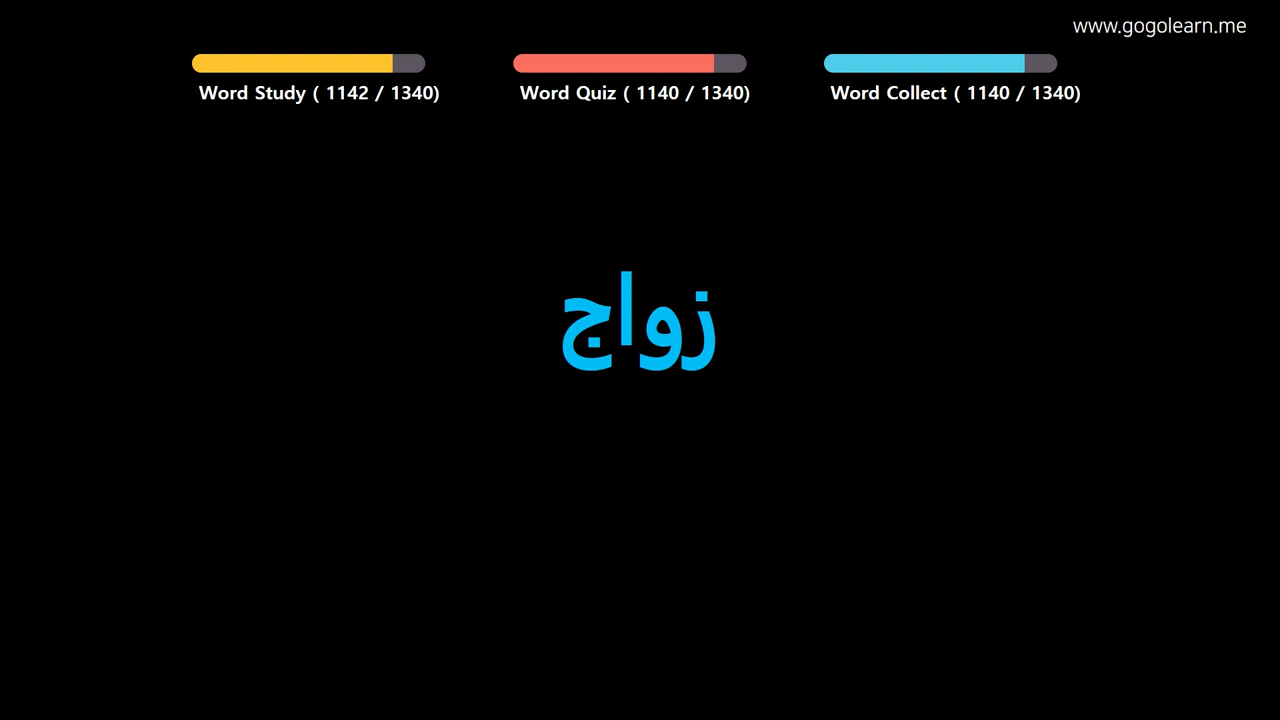 www.gogolearn.me
Word Study ( 1142 / 1340)
Word Quiz ( 1140 / 1340)
Word Collect ( 1140 / 1340)
زواج